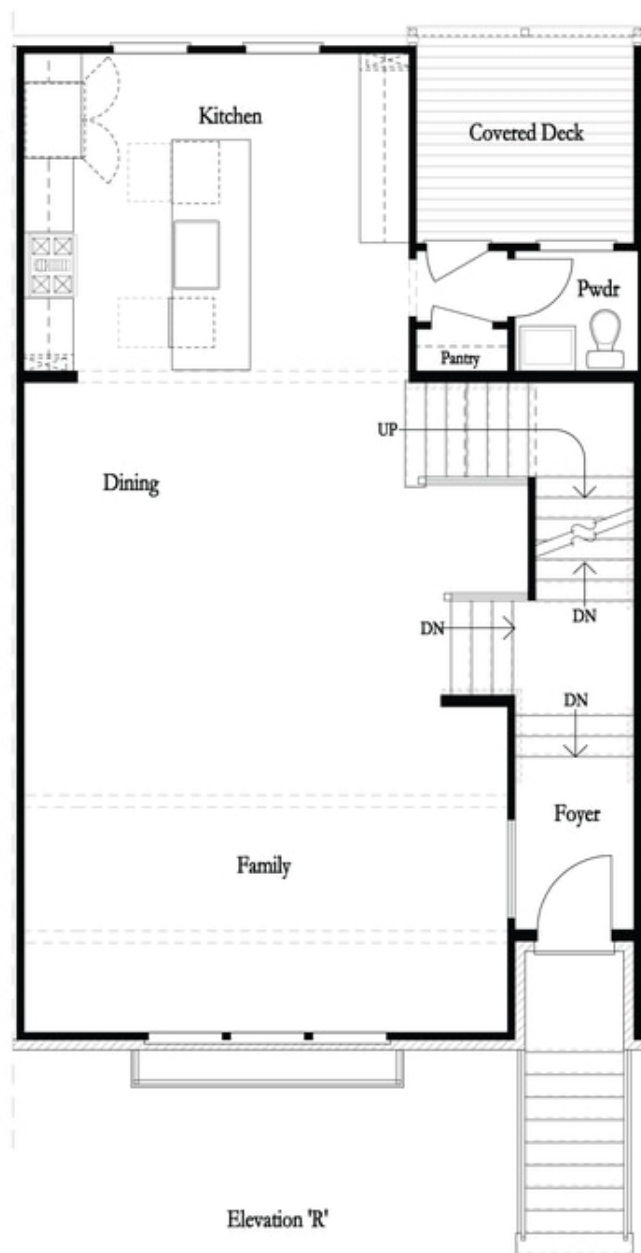 Kitchen
Covered Deck
Pwdr
Pantry
UP
Dining
DN
DN
DN
Foyer
Family
Elevation 'R'